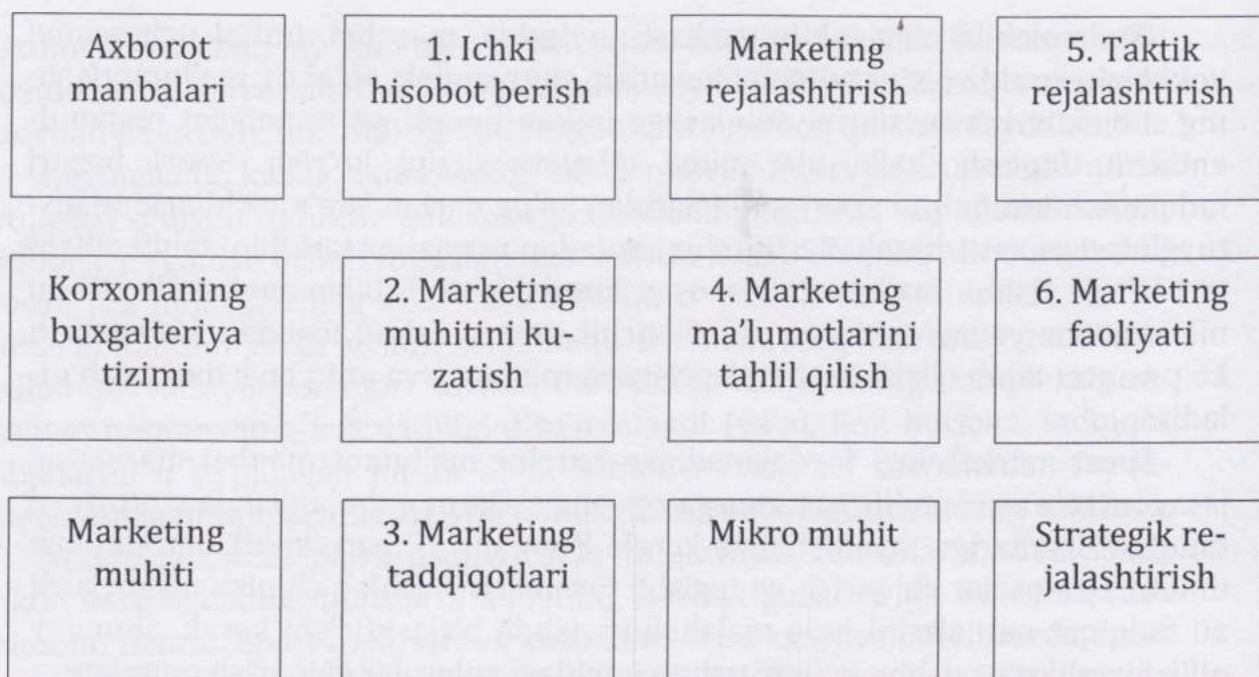 Axborot
manbalari
1. Ichki
hisobot berish
Marketing
rejalashtirish
5. Taktik
rejalashtirish
Korxonaning
buxgalteriya
tizimi
2. Marketing
muhitini ku-
zatish
4. Marketing
ma’lumotlarini
tahlil qilish
6. Marketing
faoliyati
Marketing
muhiti
3. Marketing
tadqiqotlari
Mikro muhit
Strategik re-
jalashtirish